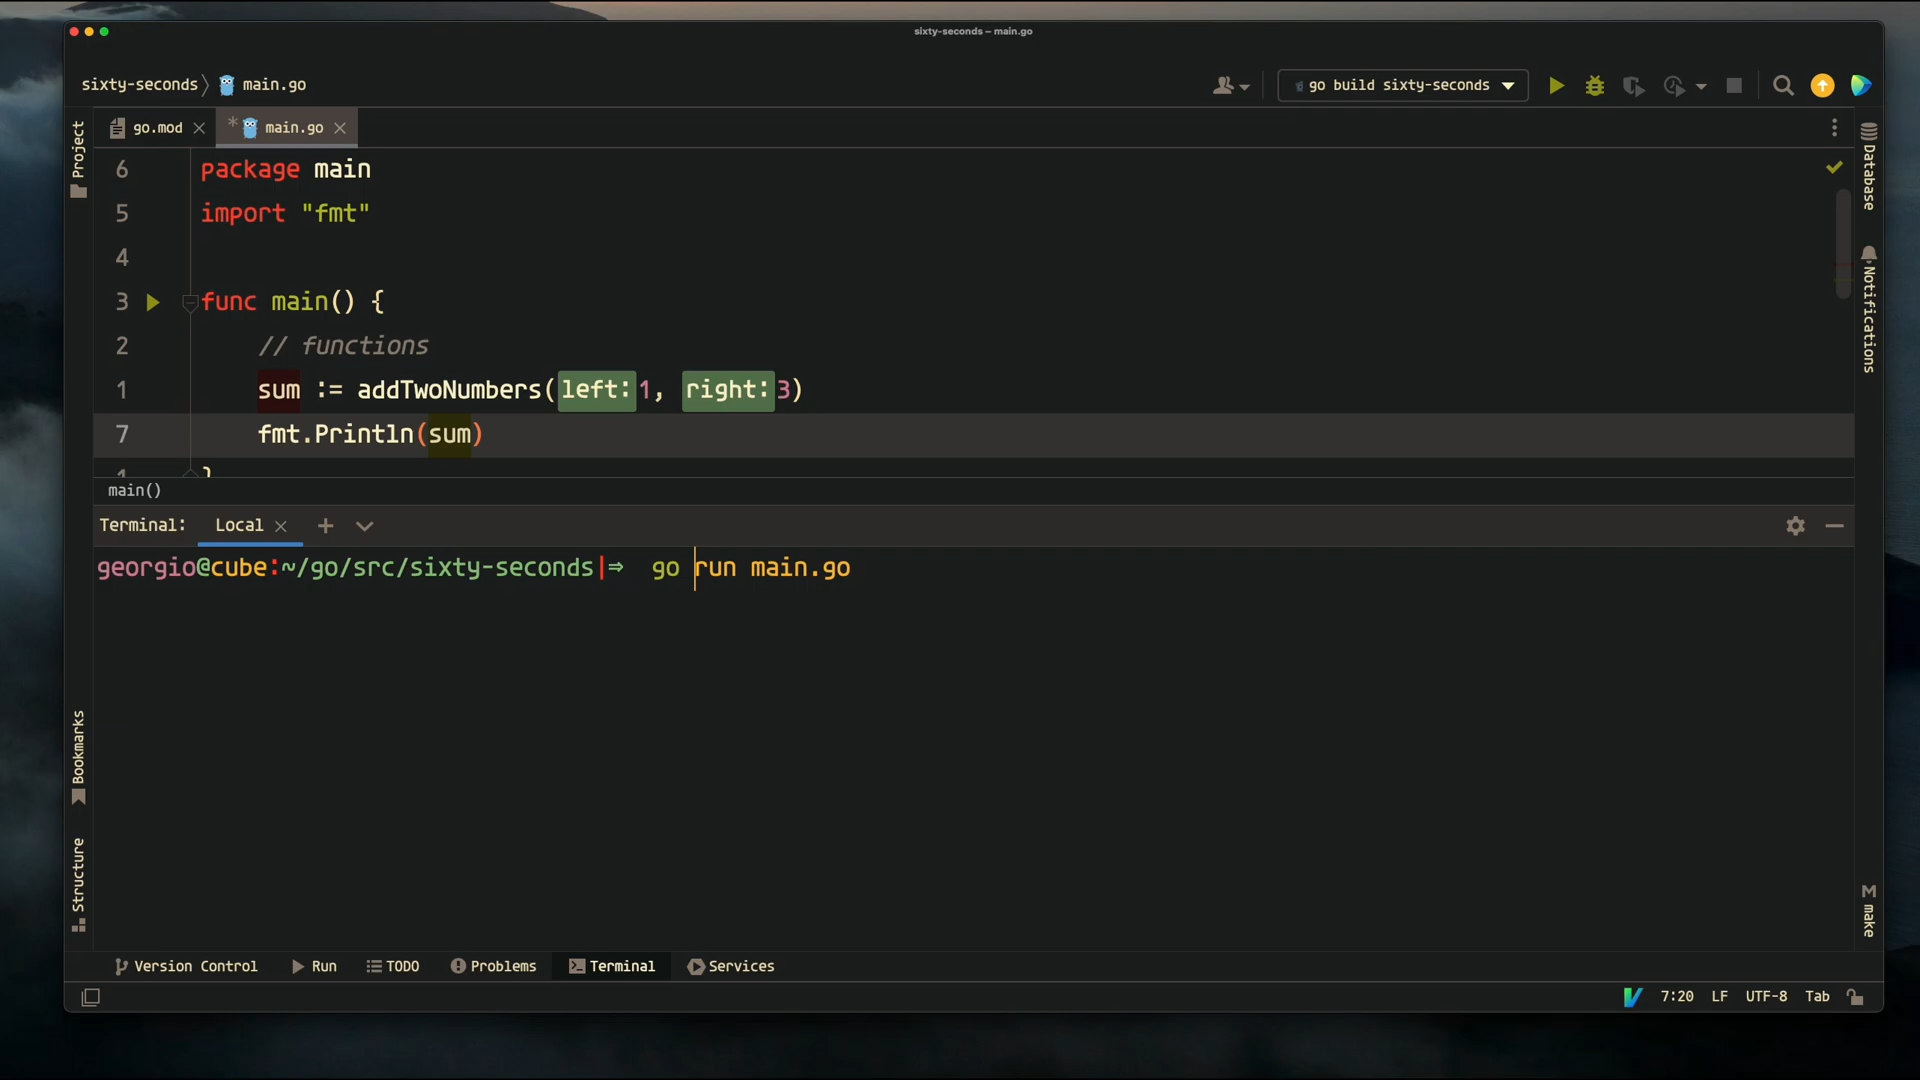 sixty-seconds – main.go
sixty-seconds main.go
go build sixty-seconds
go.mod
* main.go
Project
Database
Notifications
6 package main
5 import "fmt"
4
3 func main() {
2 // functions
1 sum := addTwoNumbers(left: 1, right: 3)
7 fmt.Println(sum)
1 }
main()
Terminal: Local
georgio@cube:~/go/src/sixty-seconds|⇒ go run main.go
Bookmarks
Structure
make
Version Control Run TODO Problems Terminal Services
7:20 LF UTF-8 Tab